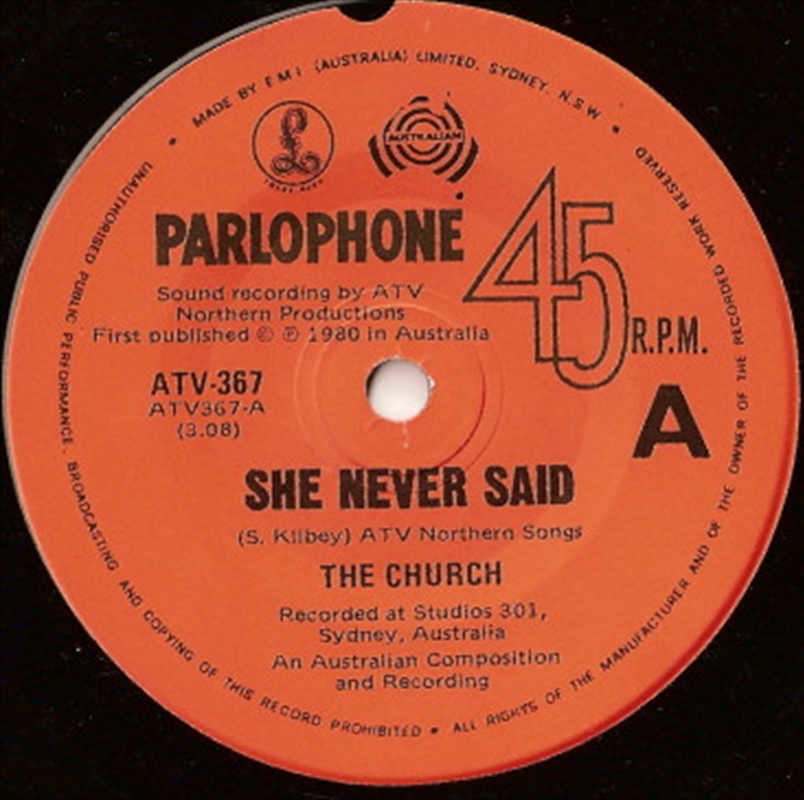 MADE BY E M I (AUSTRALIA) LIMITED, SYDNEY, N.S.W
£
TRADE MARK
AUSTRALIAN
PARLOPHONE
45
R.P.M.
Sound recording by ATV
Northern Productions
First published © ℗ 1980 in Australia
ATV-367
ATV367-A
(3.08)
A
SHE NEVER SAID
(S. Kilbey) ATV Northern Songs
THE CHURCH
Recorded at Studios 301,
Sydney, Australia
An Australian Composition
and Recording
UNAUTHORISED PUBLIC PERFORMANCE, BROADCASTING AND COPYING OF THIS RECORD PROHIBITED • ALL RIGHTS OF THE MANUFACTURER AND OF THE OWNER OF THE RECORDED WORK RESERVED